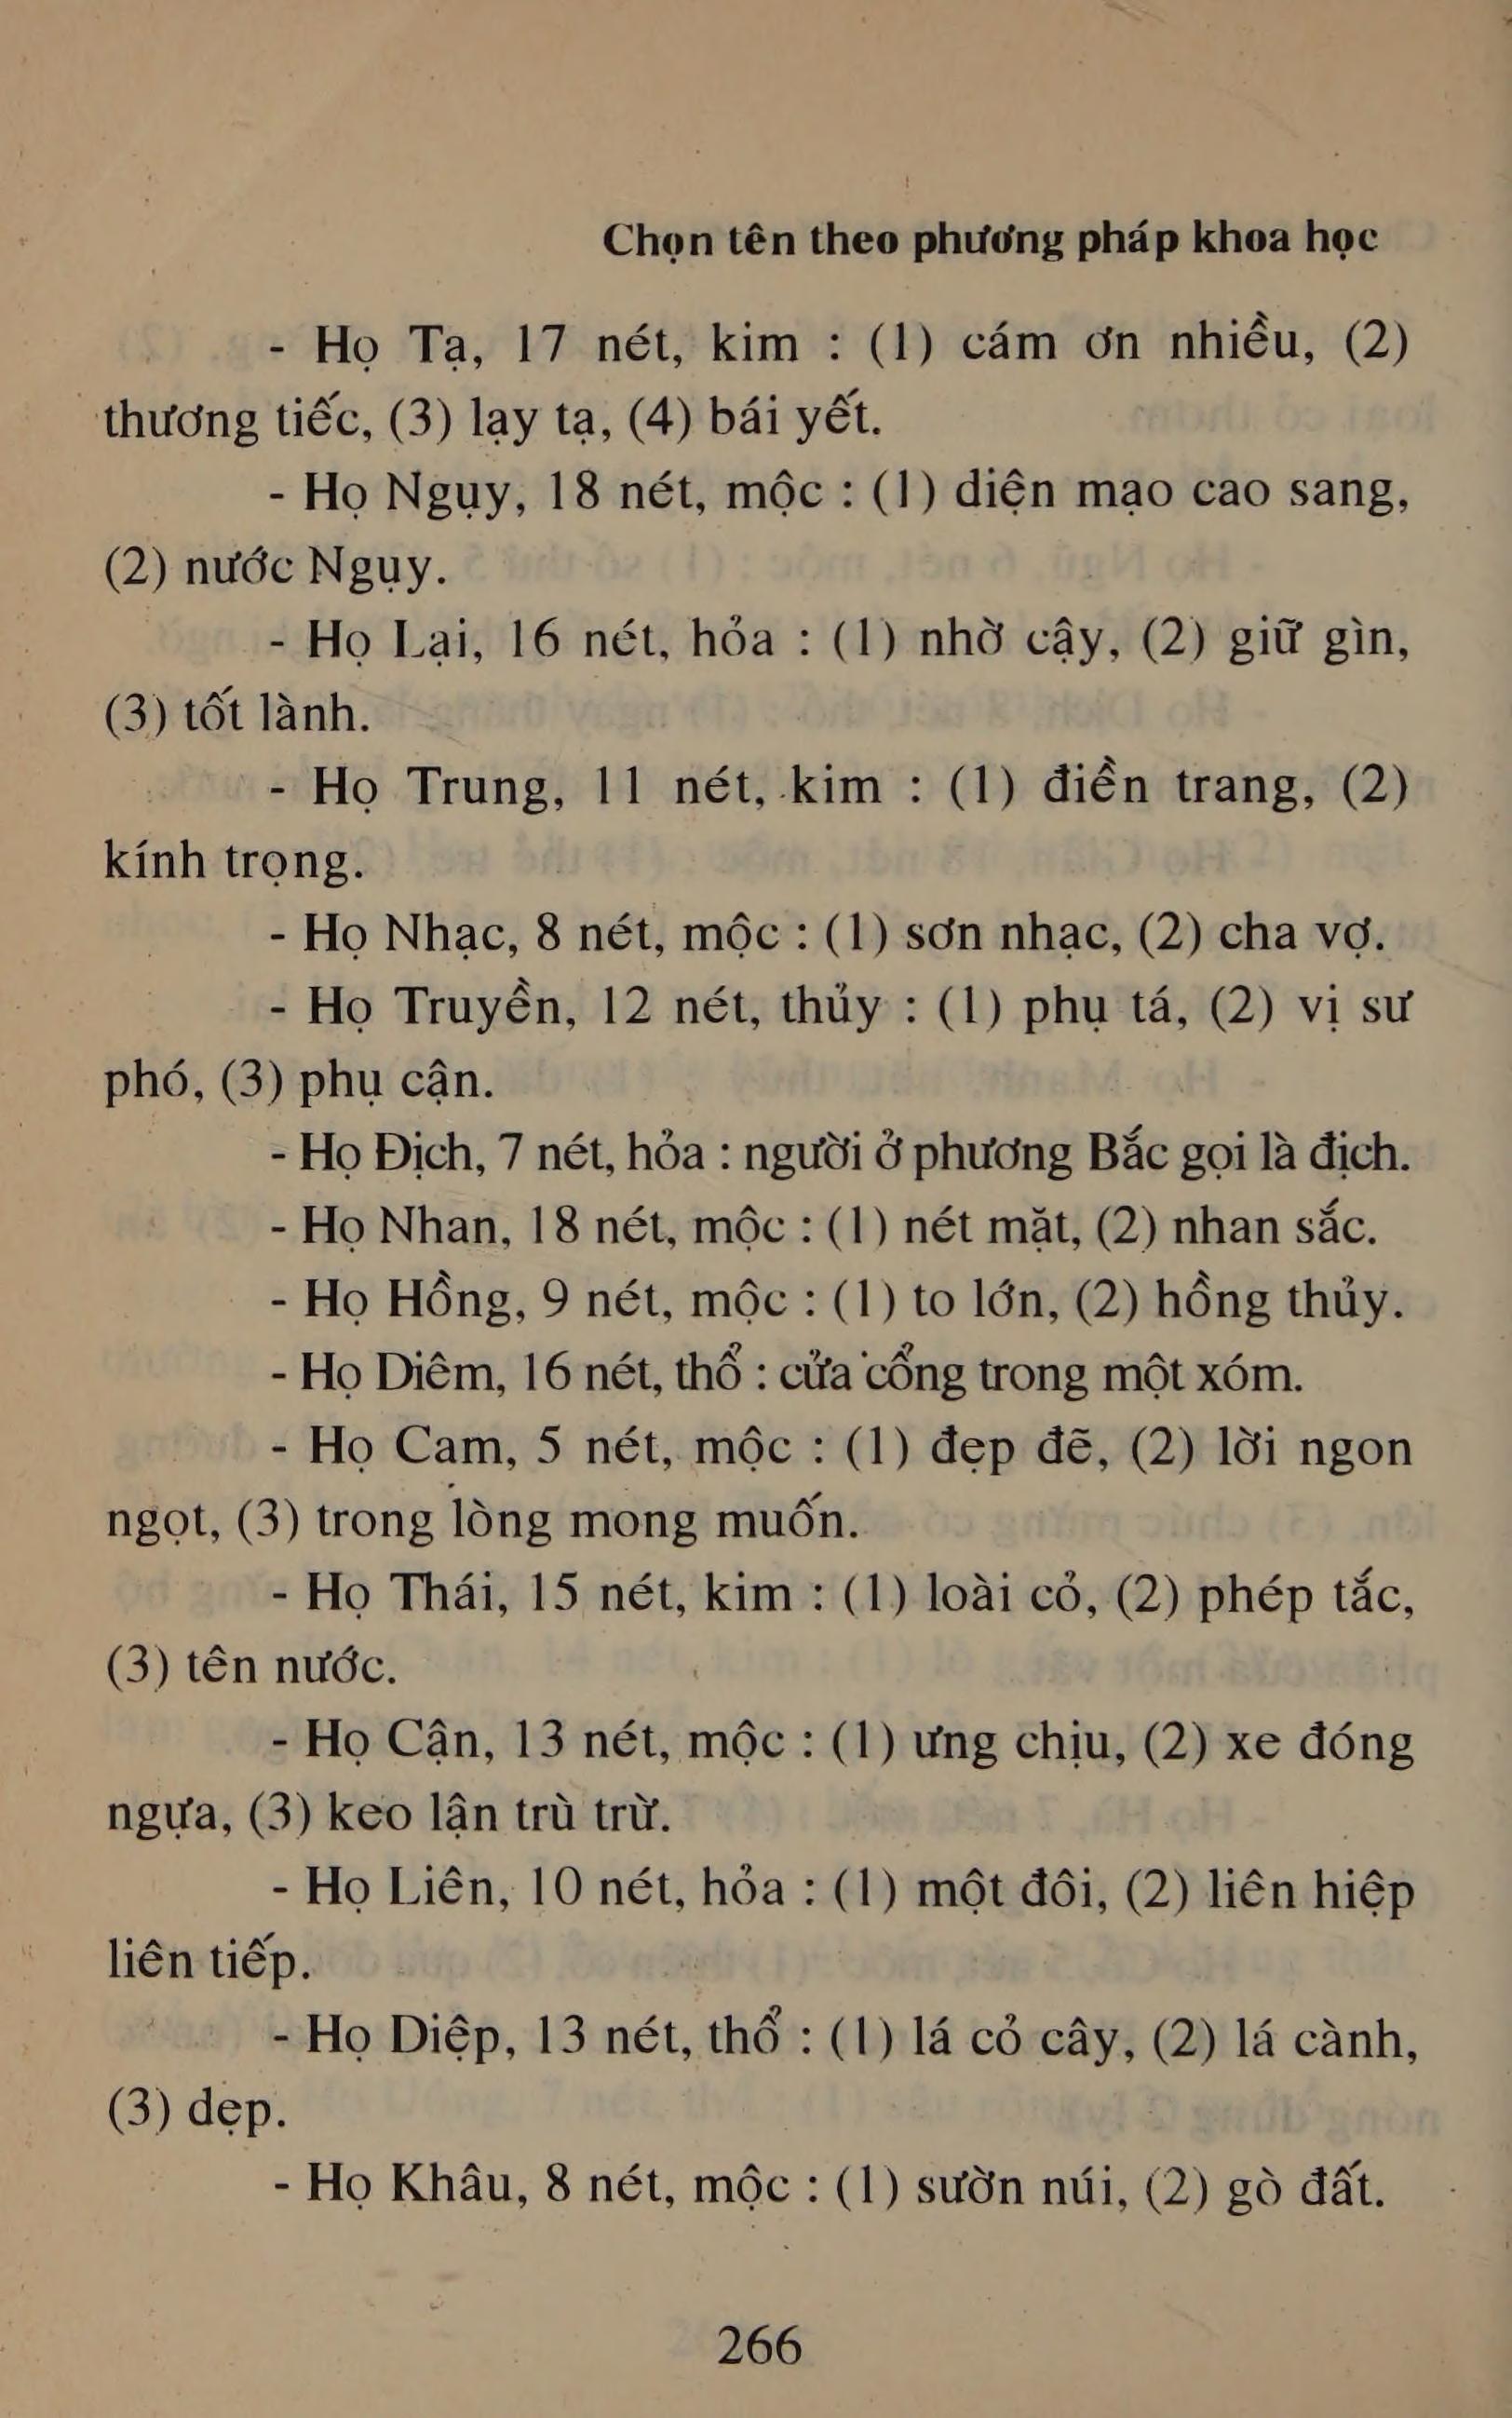 Chọn tên theo phương pháp khoa học
- Họ Tạ, 17 nét, kim : (1) cám ơn nhiều, (2)
thương tiếc, (3) lạy tạ, (4) bái yết.
- Họ Ngụy, 18 nét, mộc : (1) diện mạo cao sang,
(2) nước Ngụy.
- Họ Lại, 16 nét, hỏa : (1) nhờ cậy, (2) giữ gìn,
(3) tốt lành.
- Họ Trung, 11 nét, kim : (1) điền trang, (2)
kính trọng.
- Họ Nhạc, 8 nét, mộc : (1) sơn nhạc, (2) cha vợ.
- Họ Truyền, 12 nét, thủy : (1) phụ tá, (2) vị sư
phó, (3) phụ cận.
- Họ Địch, 7 nét, hỏa : người ở phương Bắc gọi là địch.
- Họ Nhan, 18 nét, mộc : (1) nét mặt, (2) nhan sắc.
- Họ Hồng, 9 nét, mộc : (1) to lớn, (2) hồng thủy.
- Họ Diêm, 16 nét, thổ : cửa cổng trong một xóm.
- Họ Cam, 5 nét, mộc : (1) đẹp đẽ, (2) lời ngon
ngọt, (3) trong lòng mong muốn.
- Họ Thái, 15 nét, kim : (1) loài cỏ, (2) phép tắc,
(3) tên nước.
- Họ Cận, 13 nét, mộc : (1) ưng chịu, (2) xe đóng
ngựa, (3) keo lận trù trừ.
- Họ Liên, 10 nét, hỏa : (1) một đôi, (2) liên hiệp
liên tiếp.
- Họ Diệp, 13 nét, thổ : (1) lá cỏ cây, (2) lá cành,
(3) dẹp.
- Họ Khâu, 8 nét, mộc : (1) sườn núi, (2) gò đất.
266